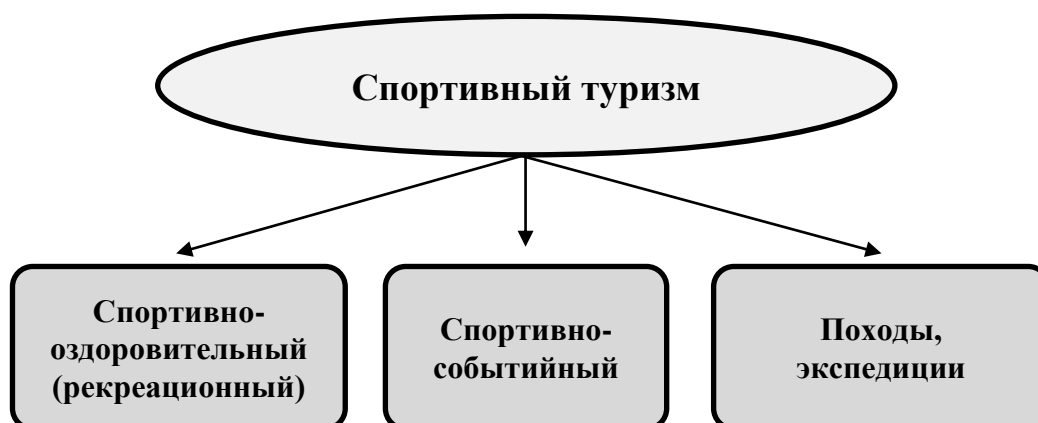 Спортивный туризм
Спортивно-
оздоровительный
(рекреационный)
Спортивно-
событийный
Походы,
экспедиции